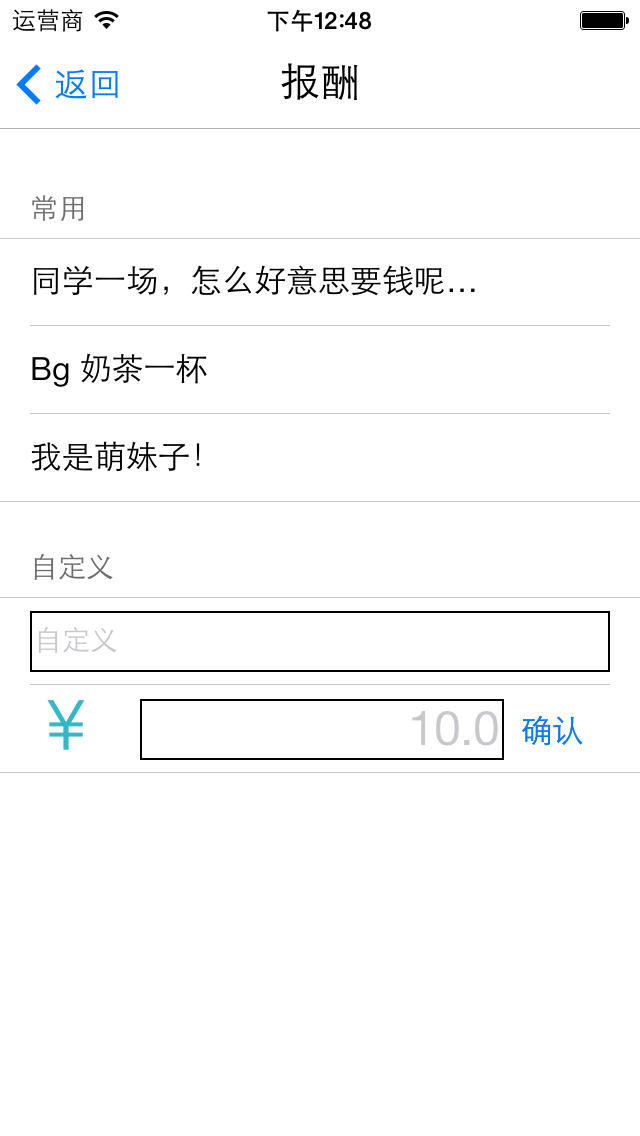 运营商 下午12:48
返回 报酬
常用
同学一场，怎么好意思要钱呢...
Bg 奶茶一杯
我是萌妹子！
自定义
自定义
¥ 10.0 确认